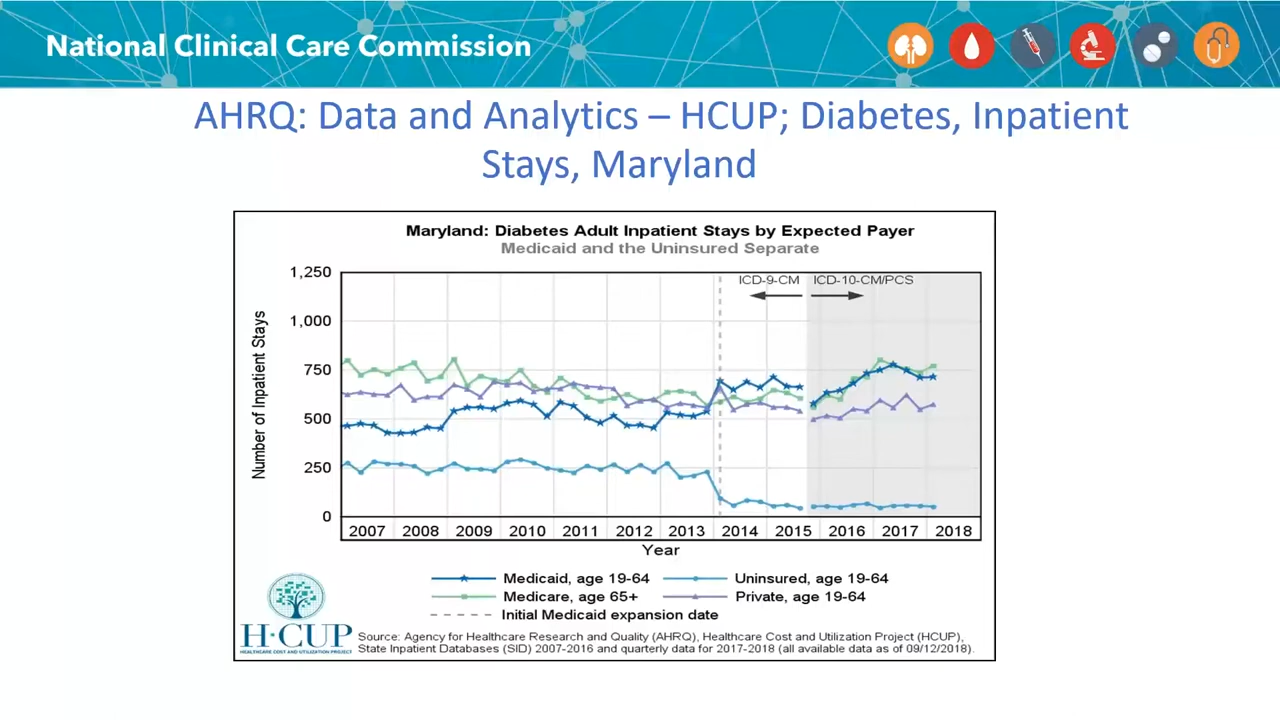 National Clinical Care Commission
AHRQ: Data and Analytics – HCUP; Diabetes, Inpatient
Stays, Maryland
Maryland: Diabetes Adult Inpatient Stays by Expected Payer
Medicaid and the Uninsured Separate
ICD-9-CM
ICD-10-CM/PCS
Number of Inpatient Stays
1,250
1,000
750
500
250
0
2007 2008 2009 2010 2011 2012 2013 2014 2015 2016 2017 2018
Year
Medicaid, age 19-64
Uninsured, age 19-64
Medicare, age 65+
Private, age 19-64
Initial Medicaid expansion date
H·CUP
HEALTHCARE COST AND UTILIZATION PROJECT
Source: Agency for Healthcare Research and Quality (AHRQ), Healthcare Cost and Utilization Project (HCUP),
State Inpatient Databases (SID) 2007-2016 and quarterly data for 2017-2018 (all available data as of 09/12/2018).